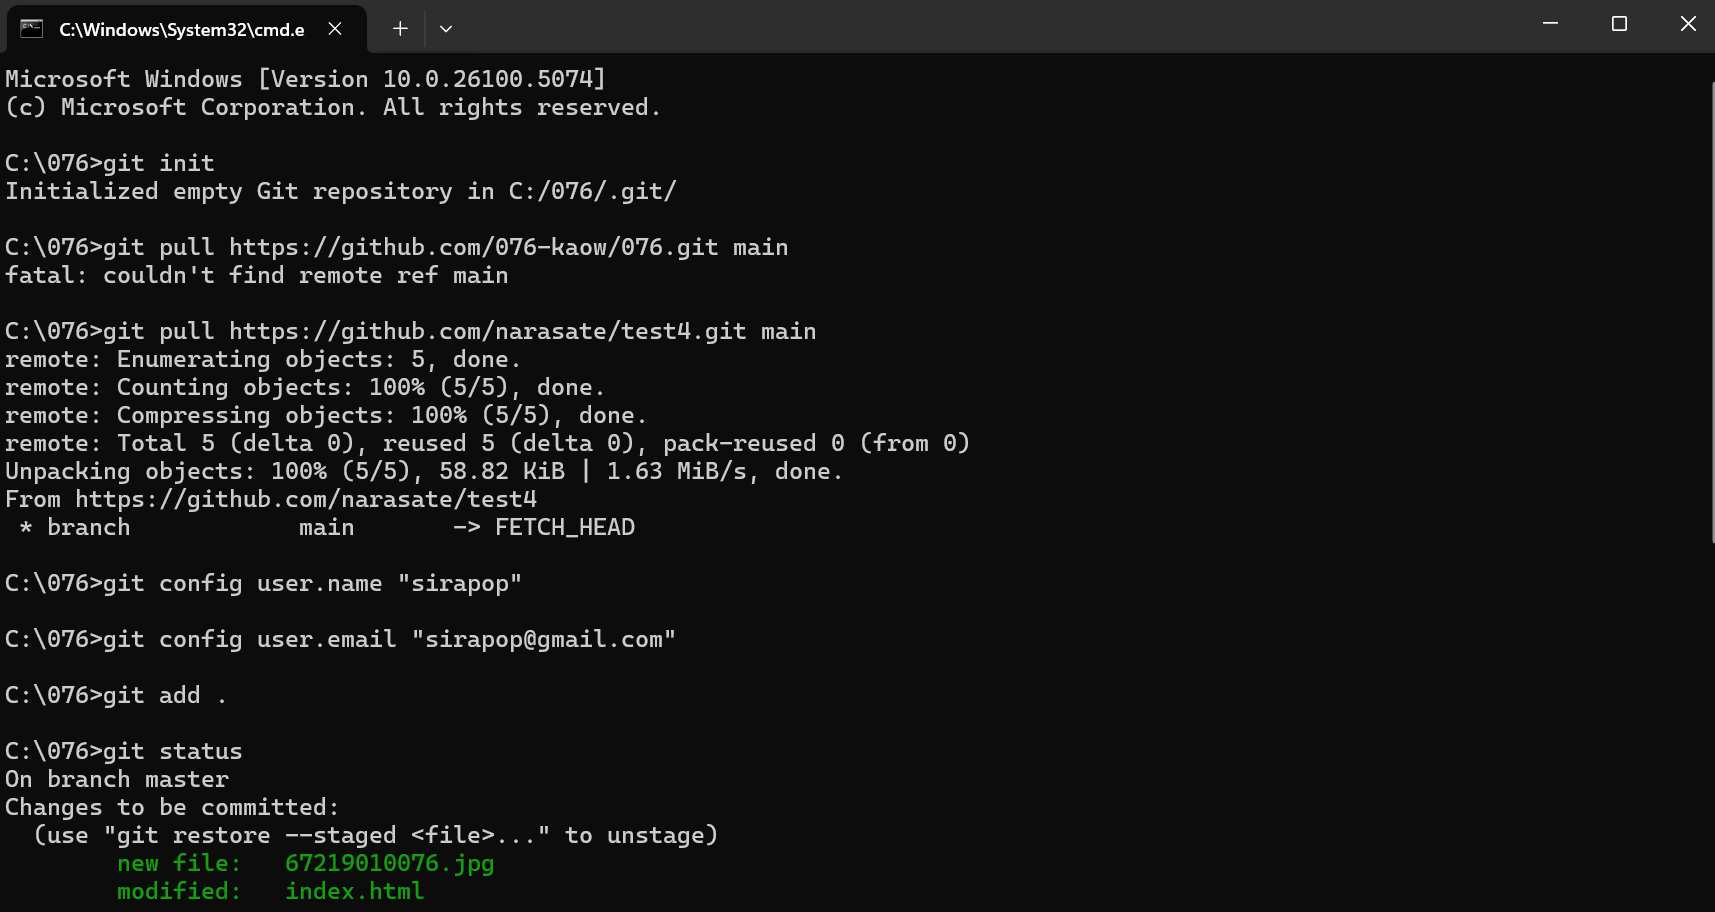 C:\Windows\System32\cmd.e
Microsoft Windows [Version 10.0.26100.5074]
(c) Microsoft Corporation. All rights reserved.
C:\076>git init
Initialized empty Git repository in C:/076/.git/
C:\076>git pull https://github.com/076-kaow/076.git main
fatal: couldn't find remote ref main
C:\076>git pull https://github.com/narasate/test4.git main
remote: Enumerating objects: 5, done.
remote: Counting objects: 100% (5/5), done.
remote: Compressing objects: 100% (5/5), done.
remote: Total 5 (delta 0), reused 5 (delta 0), pack-reused 0 (from 0)
Unpacking objects: 100% (5/5), 58.82 KiB | 1.63 MiB/s, done.
From https://github.com/narasate/test4
 * branch            main       -> FETCH_HEAD
C:\076>git config user.name "sirapop"
C:\076>git config user.email "sirapop@gmail.com"
C:\076>git add .
C:\076>git status
On branch master
Changes to be committed:
  (use "git restore --staged <file>..." to unstage)
        new file:   67219010076.jpg
        modified:   index.html